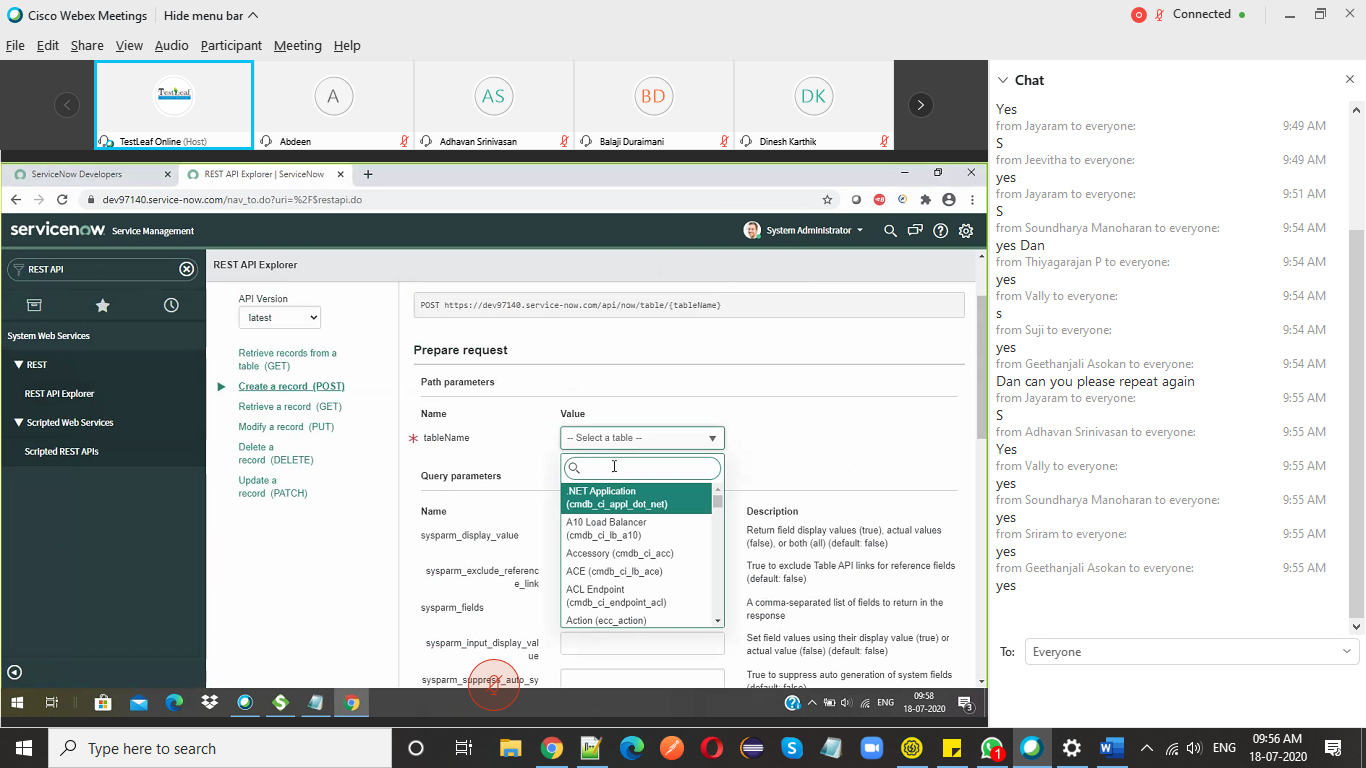 Cisco Webex Meetings
Hide menu bar
Connected
File Edit Share View Audio Participant Meeting Help
TestLeaf
TestLeaf Online (Host)
A
Abdeen
AS
Adhavan Srinivasan
BD
Balaji Duraimani
DK
Dinesh Karthik
ServiceNow Developers
REST API Explorer | ServiceNow
dev97140.service-now.com/nav_to.do?uri=%2F$restapi.do
servicenow Service Management
System Administrator
REST API
System Web Services
REST
REST API Explorer
Scripted Web Services
Scripted REST APIs
REST API Explorer
API Version
latest
Retrieve records from a
table (GET)
Create a record (POST)
Retrieve a record (GET)
Modify a record (PUT)
Delete a
record (DELETE)
Update a
record (PATCH)
POST https://dev97140.service-now.com/api/now/table/{tableName}
Prepare request
Path parameters
Name Value
tableName
-- Select a table --
.NET Application
(cmdb_ci_appl_dot_net)
A10 Load Balancer
(cmdb_ci_lb_a10)
Accessory (cmdb_ci_acc)
ACE (cmdb_ci_lb_ace)
ACL Endpoint
(cmdb_ci_endpoint_acl)
Action (ecc_action)
Query parameters
Name Description
sysparm_display_value
Return field display values (true), actual values
(false), or both (all) (default: false)
sysparm_exclude_referenc
e_link
True to exclude Table API links for reference fields
(default: false)
sysparm_fields
A comma-separated list of fields to return in the
response
sysparm_input_display_val
ue
Set field values using their display value (true) or
actual value (false) (default: false)
sysparm_suppress_auto_sy
True to suppress auto generation of system fields
(default: false)
ENG
09:58
18-07-2020
3
Chat
Yes
from Jayaram to everyone: 9:49 AM
S
from Jeevitha to everyone: 9:49 AM
yes
from Jayaram to everyone: 9:51 AM
S
from Soundharya Manoharan to everyone: 9:54 AM
yes Dan
from Thiyagarajan P to everyone: 9:54 AM
yes
from Vally to everyone: 9:54 AM
s
from Suji to everyone: 9:54 AM
yes
from Geethanjali Asokan to everyone: 9:54 AM
Dan can you please repeat again
from Jayaram to everyone: 9:55 AM
S
from Adhavan Srinivasan to everyone: 9:55 AM
Yes
from Vally to everyone: 9:55 AM
yes
from Soundharya Manoharan to everyone: 9:55 AM
yes
from Sriram to everyone: 9:55 AM
yes
from Geethanjali Asokan to everyone: 9:55 AM
yes
To: Everyone
Type here to search
1
ENG
09:56 AM
18-07-2020